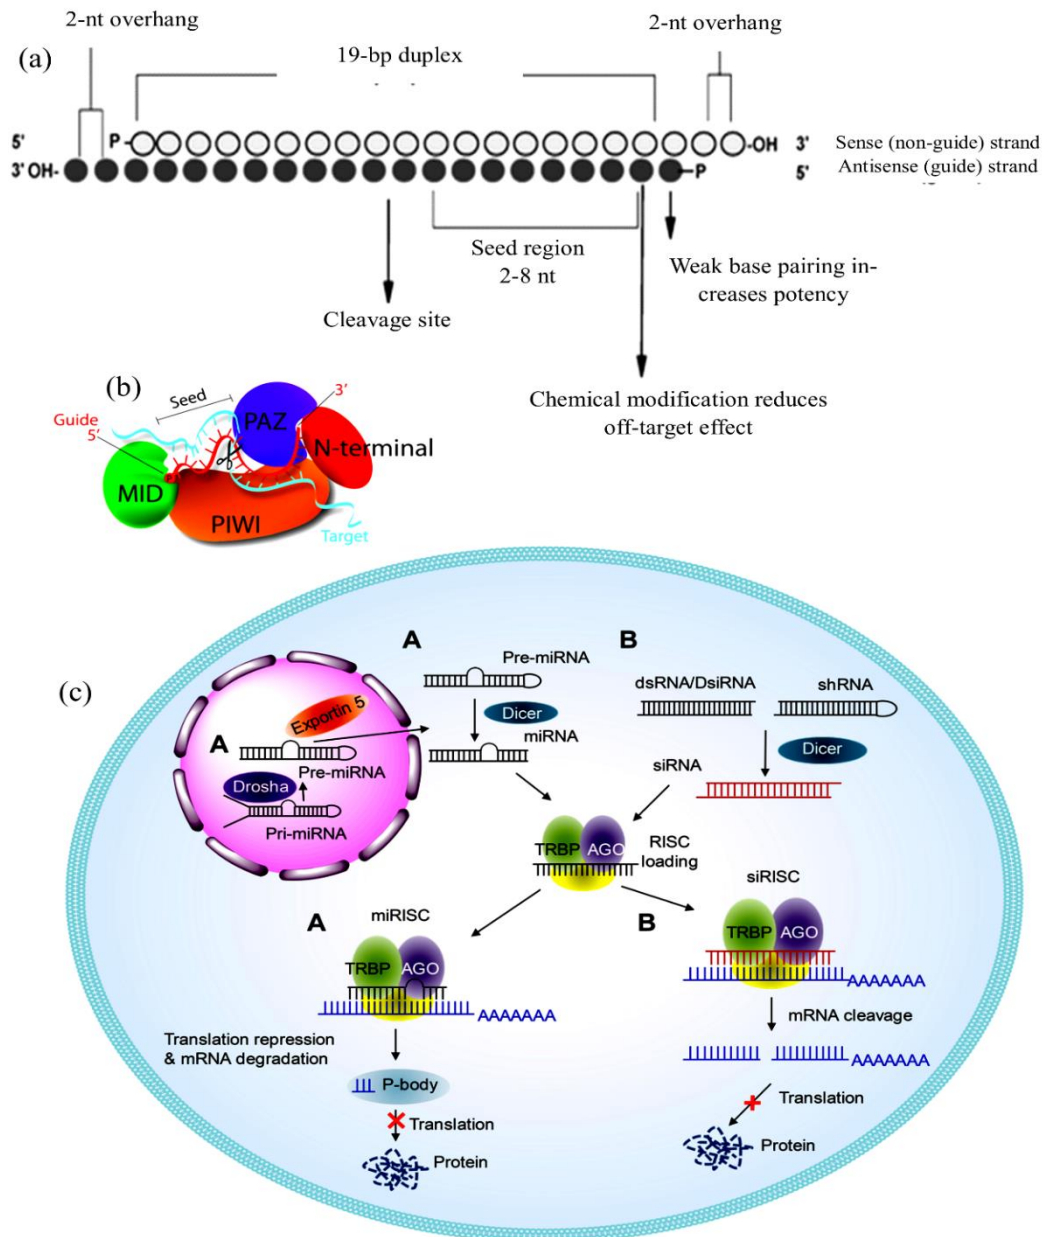 (a)
2-nt overhang
2-nt overhang
19-bp duplex
5' P- -OH 3' Sense (non-guide) strand
3' OH- -P 5' Antisense (guide) strand
Seed region
2-8 nt
Weak base pairing in-
creases potency
Cleavage site
Chemical modification reduces
off-target effect
(b)
Seed
3'
Guide
5'
PAZ
N-terminal
MID
PIWI
Target
(c)
A
B
Pre-miRNA
dsRNA/DsiRNA
shRNA
Exportin 5
Dicer
miRNA
Dicer
A
Pre-miRNA
Drosha
Pri-miRNA
siRNA
TRBP AGO
RISC
loading
A
miRISC
B
siRISC
TRBP AGO
TRBP AGO
AAAAAAA
AAAAAAA
mRNA cleavage
Translation repression
& mRNA degradation
AAAAAAA
P-body
Translation
Translation
Protein
Protein